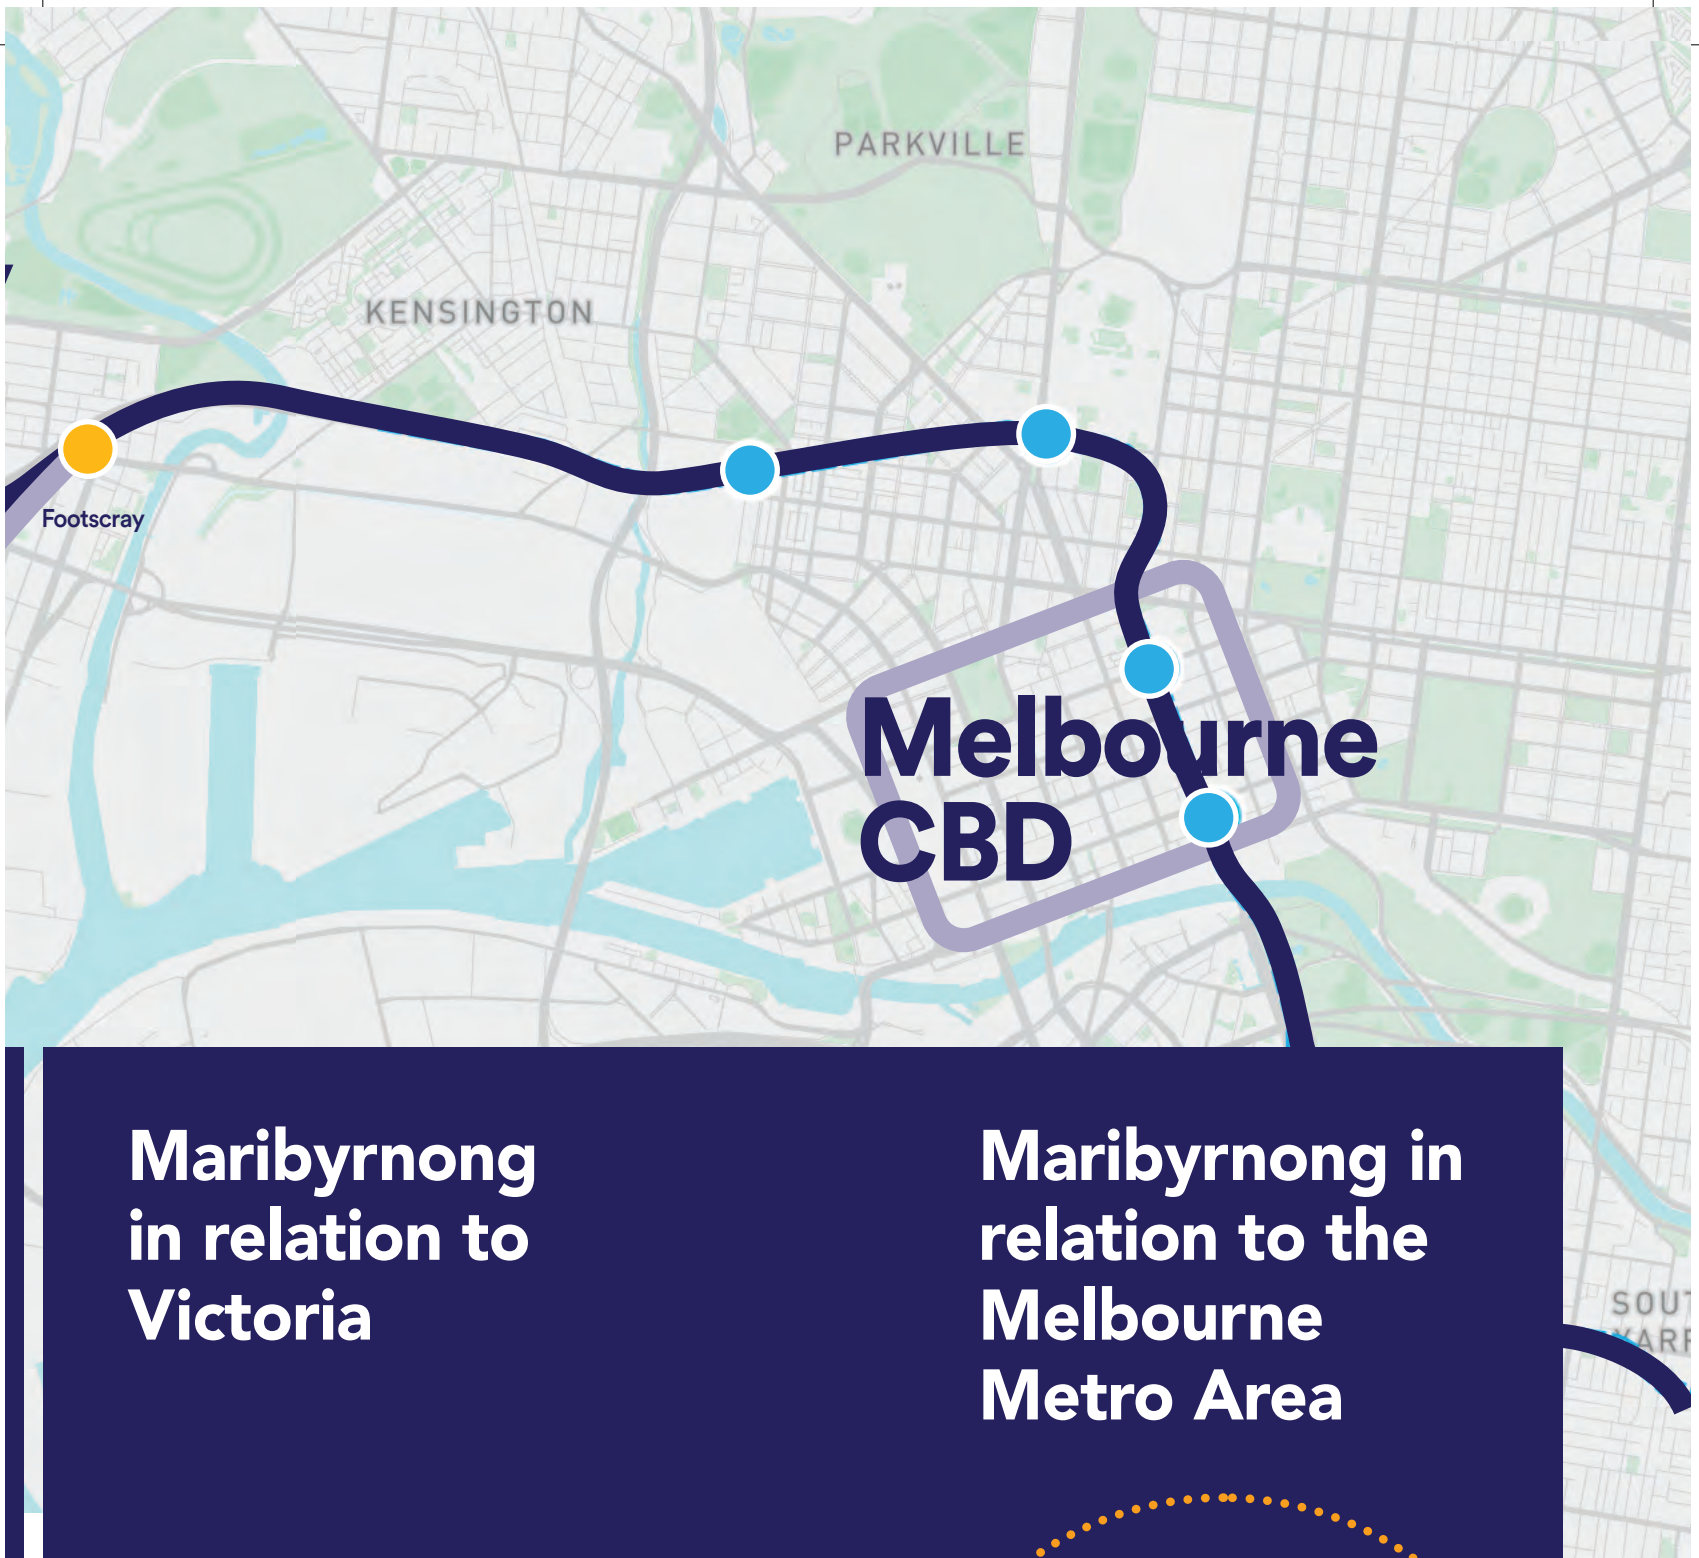 PARKVILLE
KENSINGTON
Footscray
Melbourne
CBD
Maribyrnong
in relation to
Victoria
Maribyrnong in
relation to the
Melbourne
Metro Area